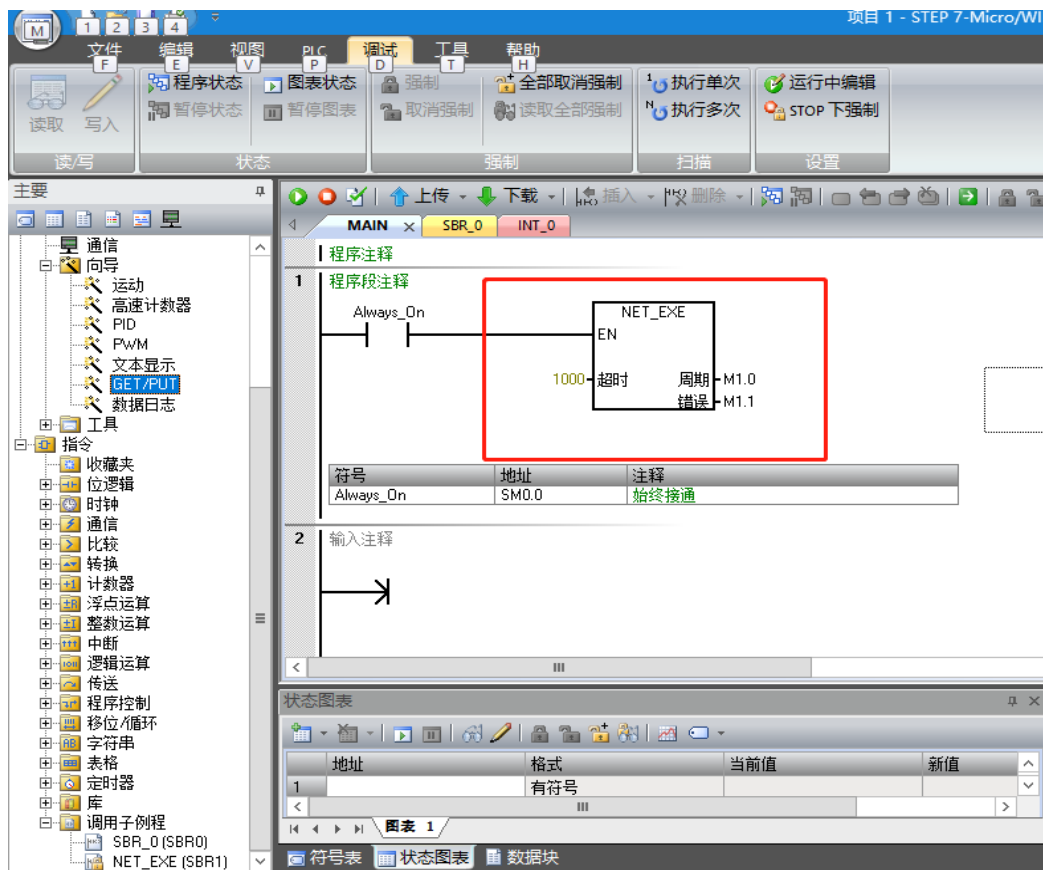 项目 1 - STEP 7-Micro/WI
M 1 2 3 4
文件 编辑 视图 PLC 调试 工具 帮助
F E V P D T H
程序状态 图表状态 强制 全部取消强制 执行单次 运行中编辑
读取 写入 暂停状态 暂停图表 取消强制 读取全部强制 执行多次 STOP 下强制
读/写 状态 强制 扫描 设置
主要
上传 下载 插入 删除
MAIN SBR_0 INT_0
通信
向导
运动
高速计数器
PID
PWM
文本显示
GET/PUT
数据日志
工具
指令
收藏夹
位逻辑
时钟
通信
比较
转换
计数器
浮点运算
整数运算
中断
逻辑运算
传送
程序控制
移位/循环
字符串
表格
定时器
库
调用子例程
SBR_0 (SBR0)
NET_EXE (SBR1)
程序注释
1 程序段注释
Always_On NET_EXE
EN
1000 超时 周期 M1.0
错误 M1.1
符号 地址 注释
Always_On SM0.0 始终接通
2 输入注释
状态图表
地址 格式 当前值 新值
1 有符号
图表 1
符号表 状态图表 数据块